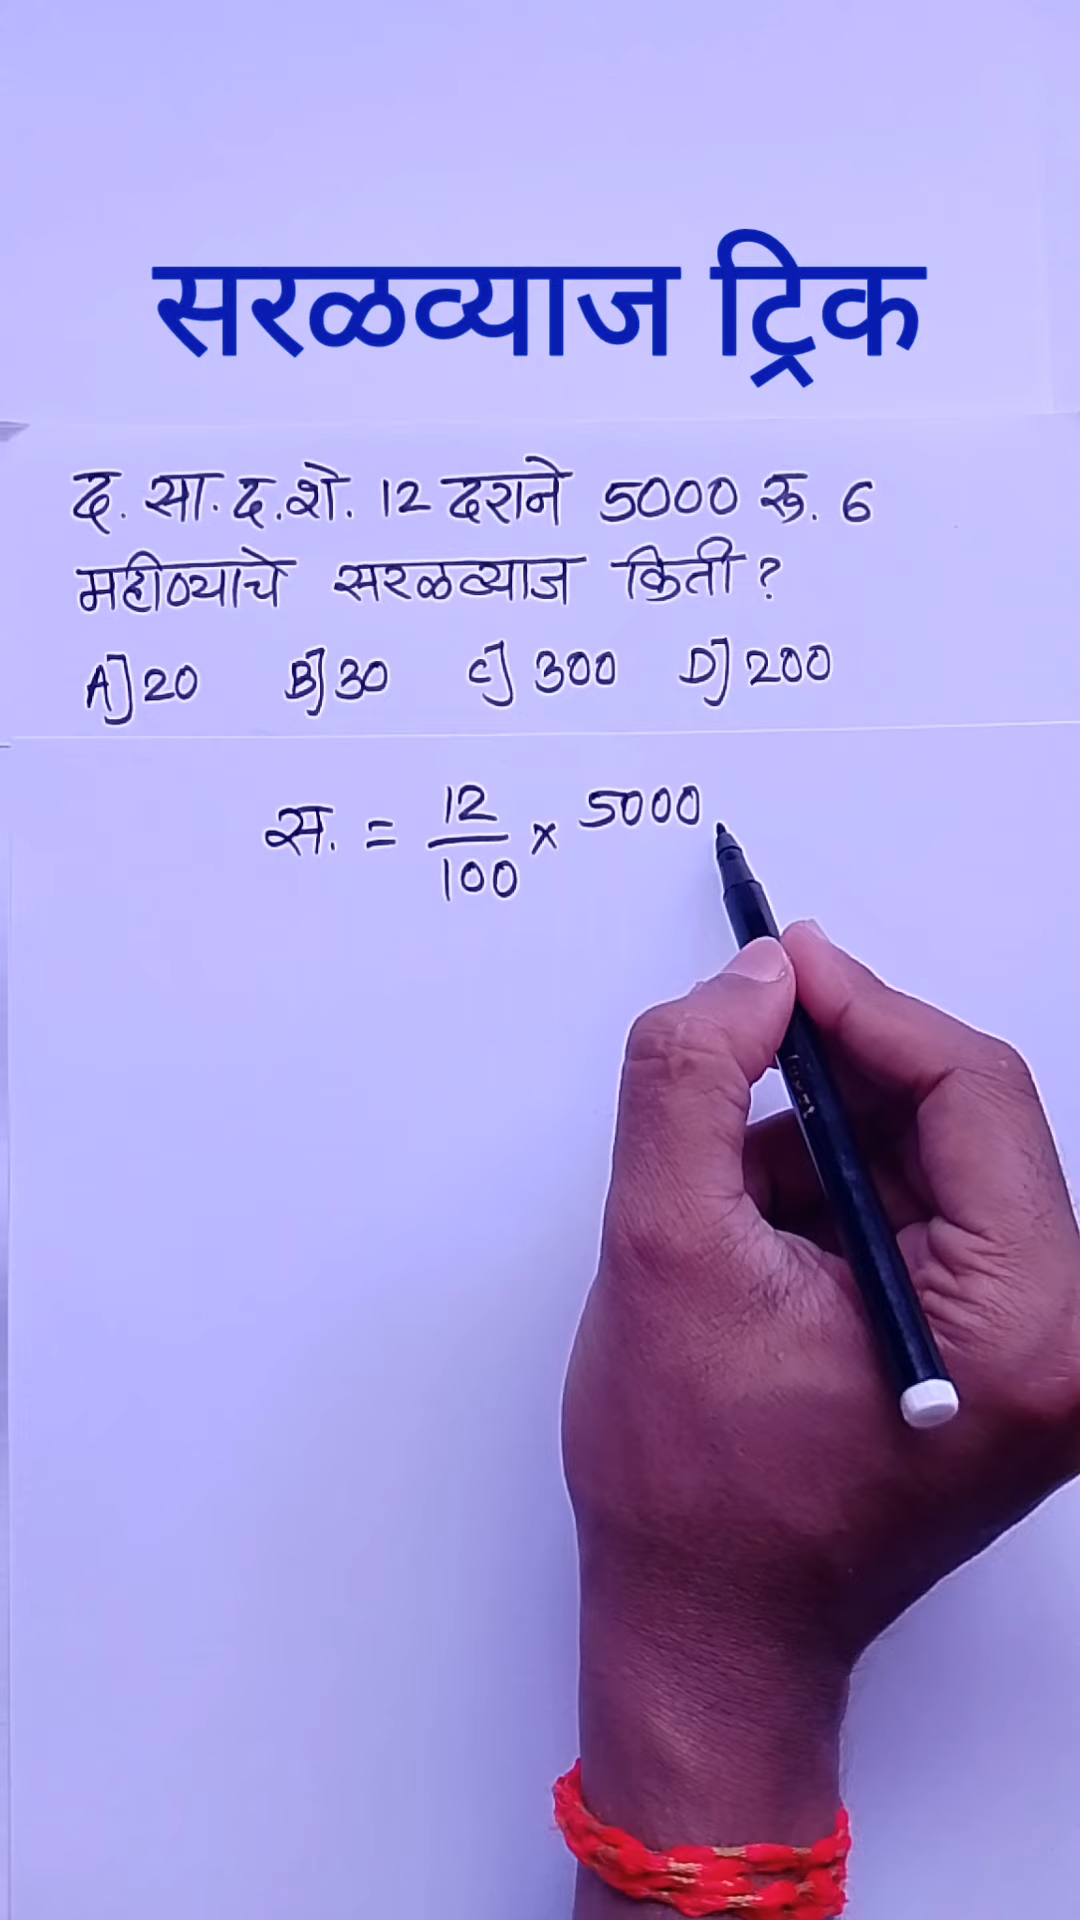 सरळव्याज ट्रिक
द. सा. द. शे. 12 दराने 5000 रू. 6
महीण्याचे सरळव्याज किती?
A] 20 B] 30 C] 300 D] 200
स. = 12/100 × 5000